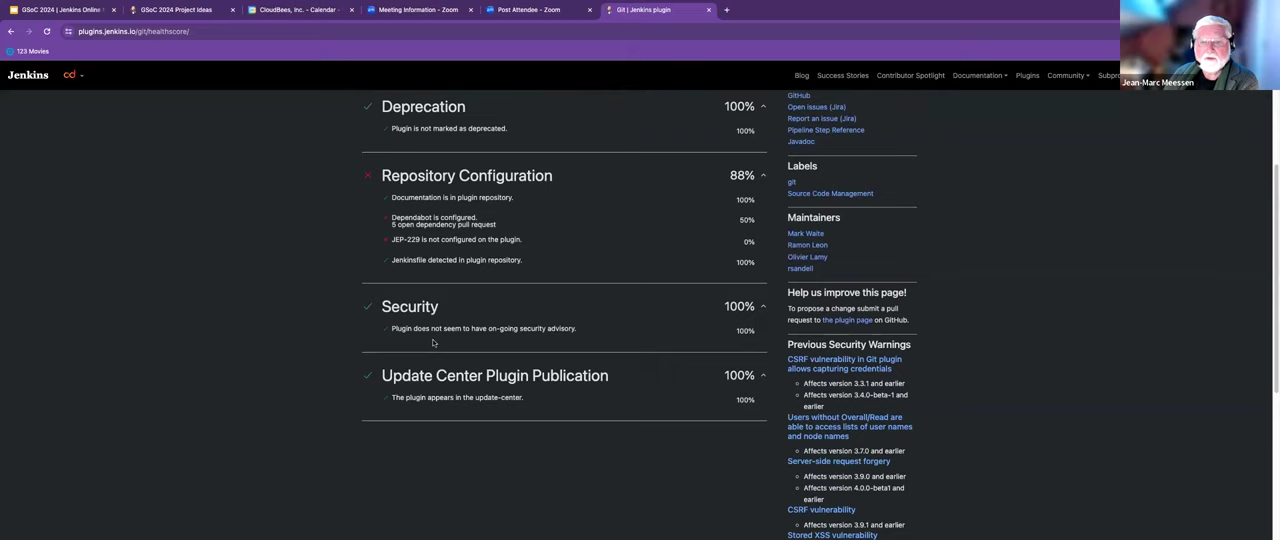 GSoC 2024 | Jenkins Online
GSoC 2024 Project Ideas
CloudBees, Inc. - Calendar -
Meeting Information - Zoom
Post Attendee - Zoom
Git | Jenkins plugin
plugins.jenkins.io/git/healthscore/
123 Movies
Jenkins
cd
Blog
Success Stories
Contributor Spotlight
Documentation
Plugins
Community
Subpro
Jean-Marc Meessen
Deprecation 100%
Plugin is not marked as deprecated. 100%
Repository Configuration 88%
Documentation is in plugin repository. 100%
Dependabot is configured.
5 open dependency pull request 50%
JEP-229 is not configured on the plugin. 0%
Jenkinsfile detected in plugin repository. 100%
Security 100%
Plugin does not seem to have on-going security advisory. 100%
Update Center Plugin Publication 100%
The plugin appears in the update-center. 100%
GitHub
Open issues (Jira)
Report an issue (Jira)
Pipeline Step Reference
Javadoc
Labels
git
Source Code Management
Maintainers
Mark Waite
Ramon Leon
Olivier Lamy
rsandell
Help us improve this page!
To propose a change submit a pull
request to the plugin page on GitHub.
Previous Security Warnings
CSRF vulnerability in Git plugin
allows capturing credentials
Affects version 3.3.1 and earlier
Affects version 3.4.0-beta-1 and
earlier
Users without Overall/Read are
able to access lists of user names
and node names
Affects version 3.7.0 and earlier
Server-side request forgery
Affects version 3.9.0 and earlier
Affects version 4.0.0-beta1 and
earlier
CSRF vulnerability
Affects version 3.9.1 and earlier
Stored XSS vulnerability